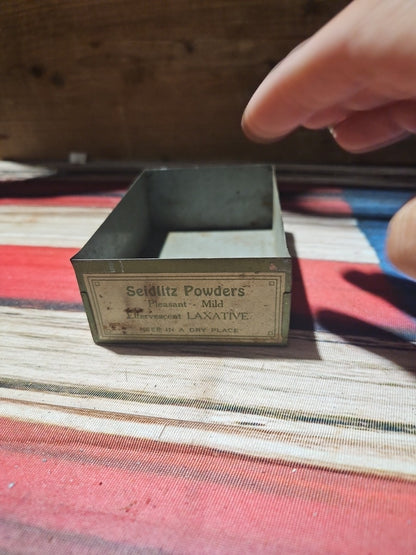 Seidlitz Powders
Pleasant - Mild
Effervescent LAXATIVE
KEEP IN A DRY PLACE